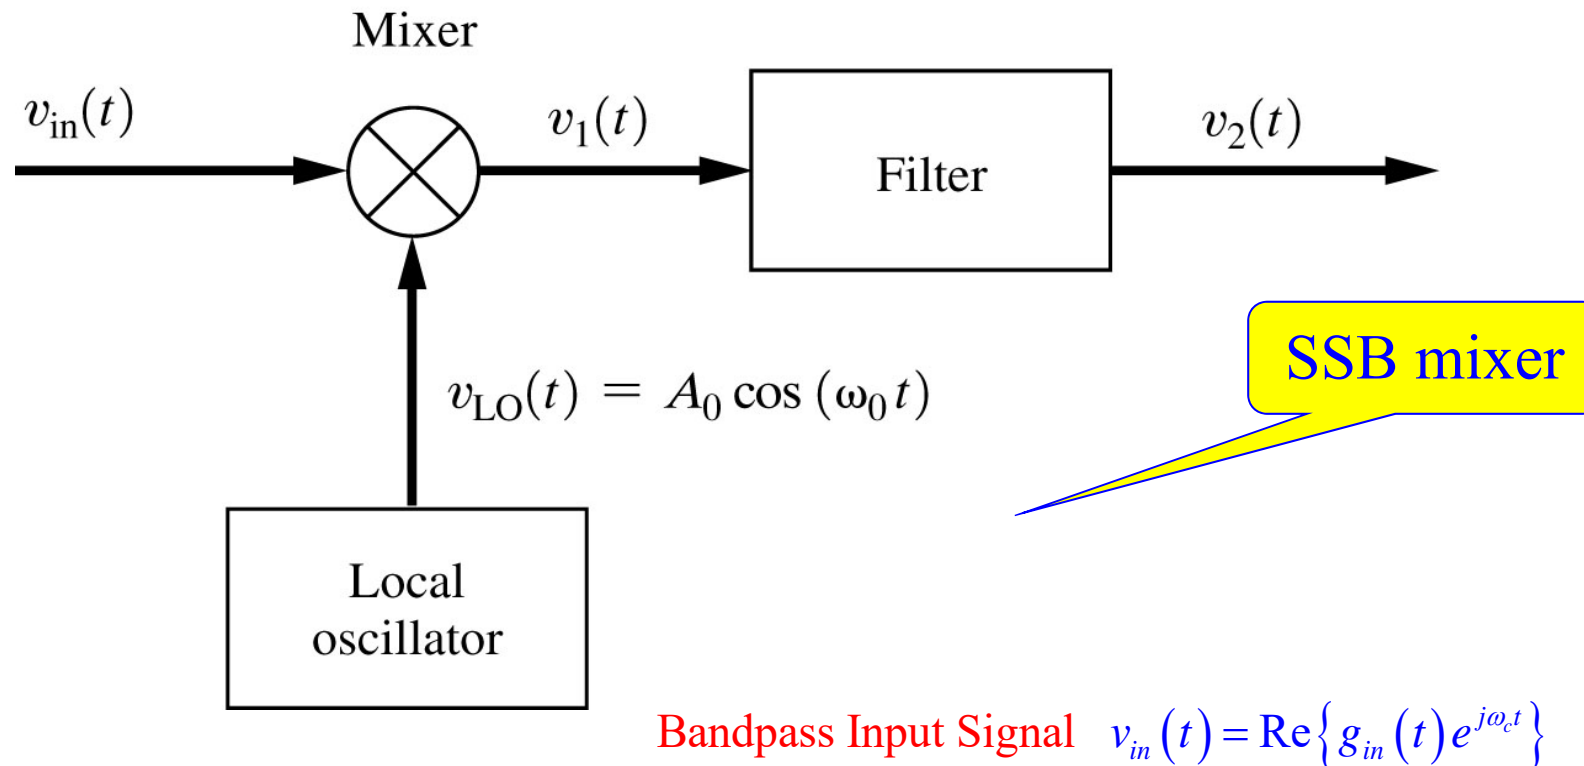 Mixer
v_in(t)
v_1(t)
v_2(t)
Filter
SSB mixer
v_LO(t) = A_0 cos (ω_0 t)
Local
oscillator
Bandpass Input Signal v_in(t) = Re{g_in(t)e^{jω_c t}}